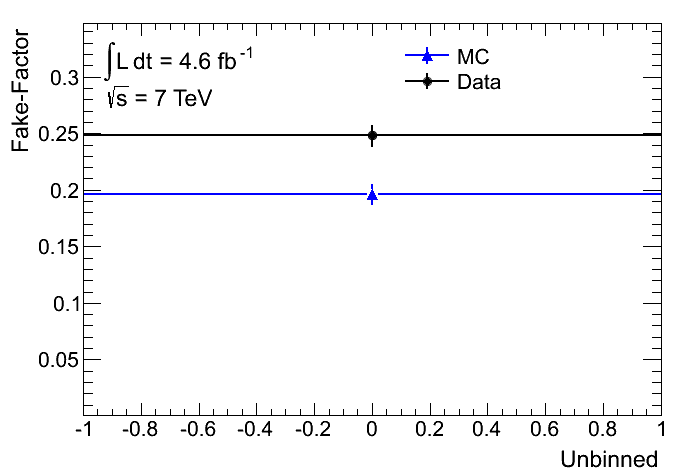 Fake-Factor
∫L dt = 4.6 fb⁻¹
√s = 7 TeV
MC
Data
0.3
0.25
0.2
0.15
0.1
0.05
-1 -0.8 -0.6 -0.4 -0.2 0 0.2 0.4 0.6 0.8 1
Unbinned